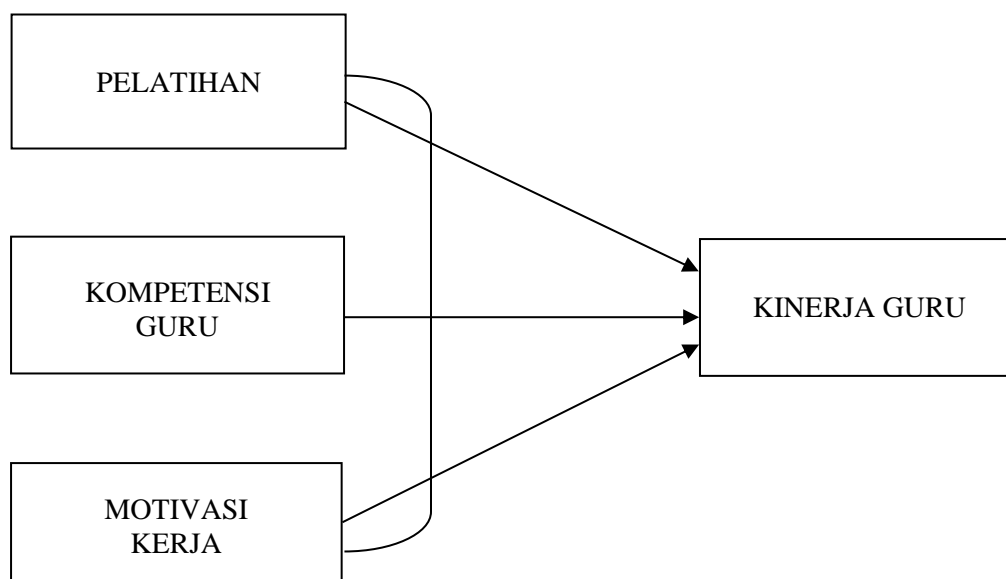 PELATIHAN
KOMPETENSI
GURU
KINERJA GURU
MOTIVASI
KERJA